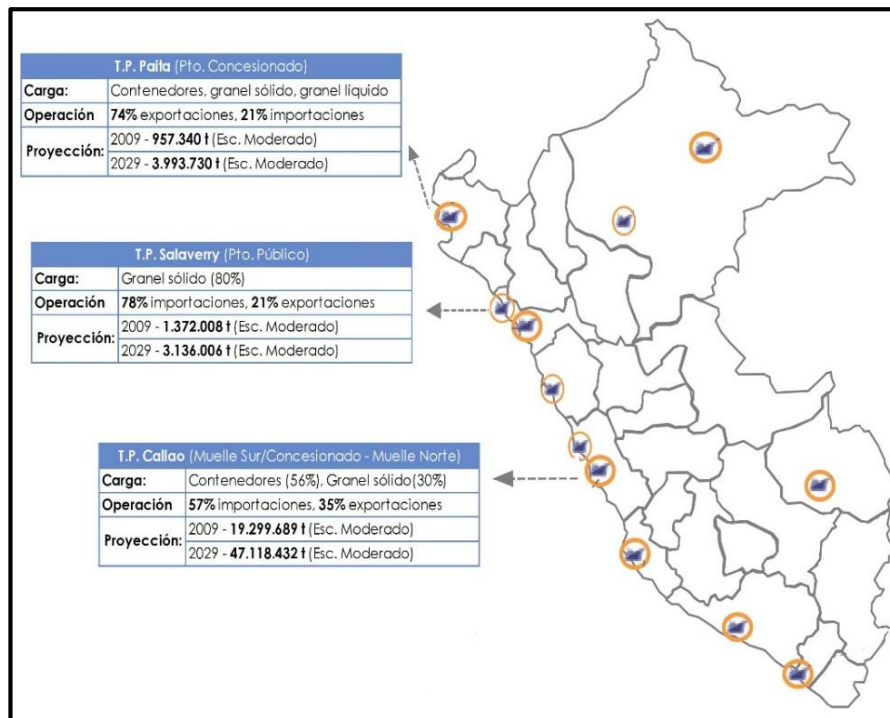 T.P. Paita (Pto. Concesionado)
Carga: Contenedores, granel sólido, granel líquido
Operación 74% exportaciones, 21% importaciones
Proyección: 2009 - 957.340 t (Esc. Moderado)
2029 - 3.993.730 t (Esc. Moderado)
T.P. Salaverry (Pto. Público)
Carga: Granel sólido (80%)
Operación 78% importaciones, 21% exportaciones
Proyección: 2009 - 1.372.008 t (Esc. Moderado)
2029 - 3.136.006 t (Esc. Moderado)
T.P. Callao (Muelle Sur/Concesionado - Muelle Norte)
Carga: Contenedores (56%), Granel sólido(30%)
Operación 57% importaciones, 35% exportaciones
Proyección: 2009 - 19.299.689 t (Esc. Moderado)
2029 - 47.118.432 t (Esc. Moderado)